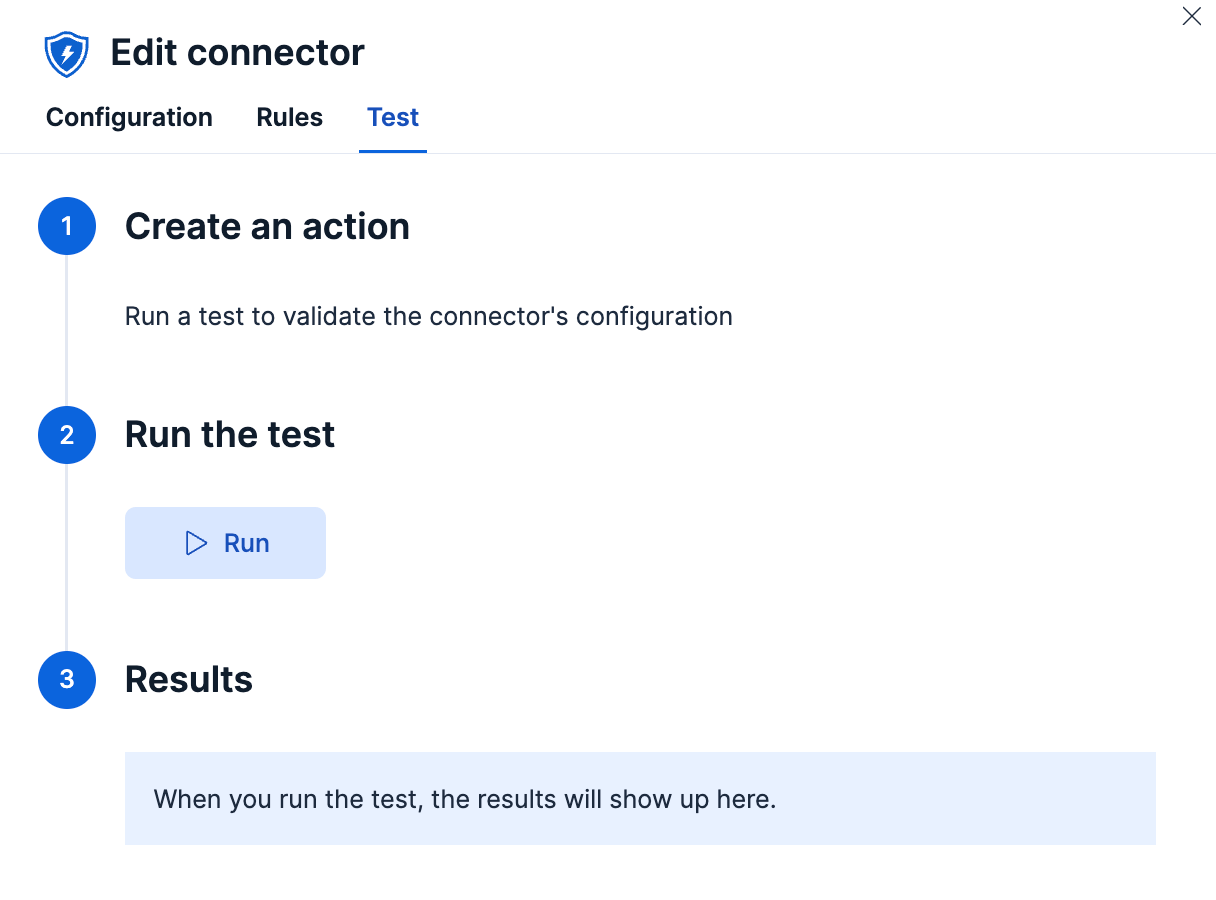 Edit connector
Configuration Rules Test
1 Create an action
Run a test to validate the connector's configuration
2 Run the test
Run
3 Results
When you run the test, the results will show up here.